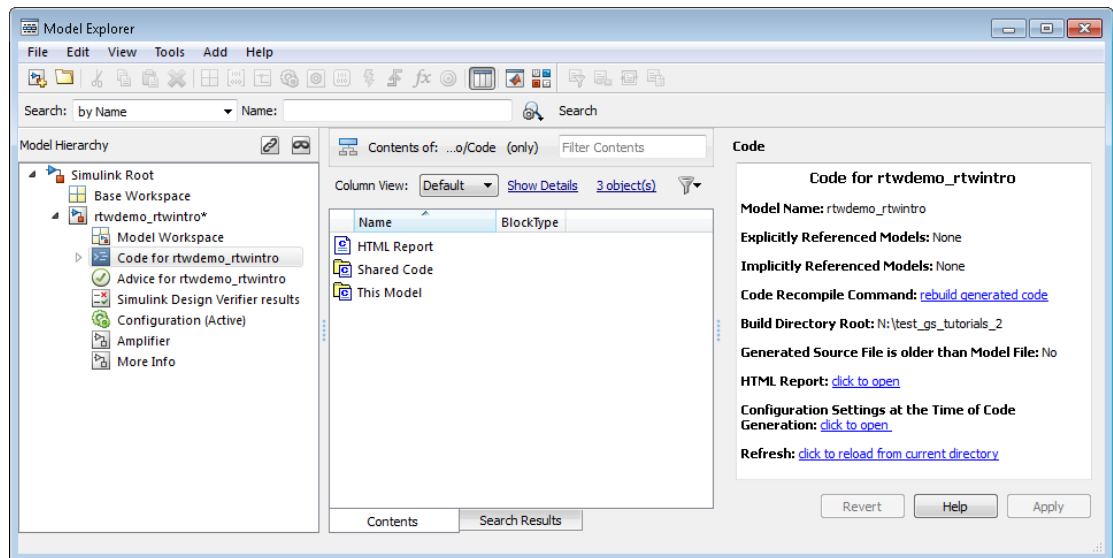 Model Explorer
File Edit View Tools Add Help
fx
Search: by Name Name: Search
Model Hierarchy
Simulink Root
Base Workspace
rtwdemo_rtwintro*
Model Workspace
Code for rtwdemo_rtwintro
Advice for rtwdemo_rtwintro
Simulink Design Verifier results
Configuration (Active)
Amplifier
More Info
Contents of: ...o/Code (only) Filter Contents
Column View: Default Show Details 3 object(s)
Name BlockType
HTML Report
Shared Code
This Model
Contents Search Results
Code
Code for rtwdemo_rtwintro
Model Name: rtwdemo_rtwintro
Explicitly Referenced Models: None
Implicitly Referenced Models: None
Code Recompile Command: rebuild generated code
Build Directory Root: N:\test_gs_tutorials_2
Generated Source File is older than Model File: No
HTML Report: click to open
Configuration Settings at the Time of Code
Generation: click to open
Refresh: click to reload from current directory
Revert Help Apply